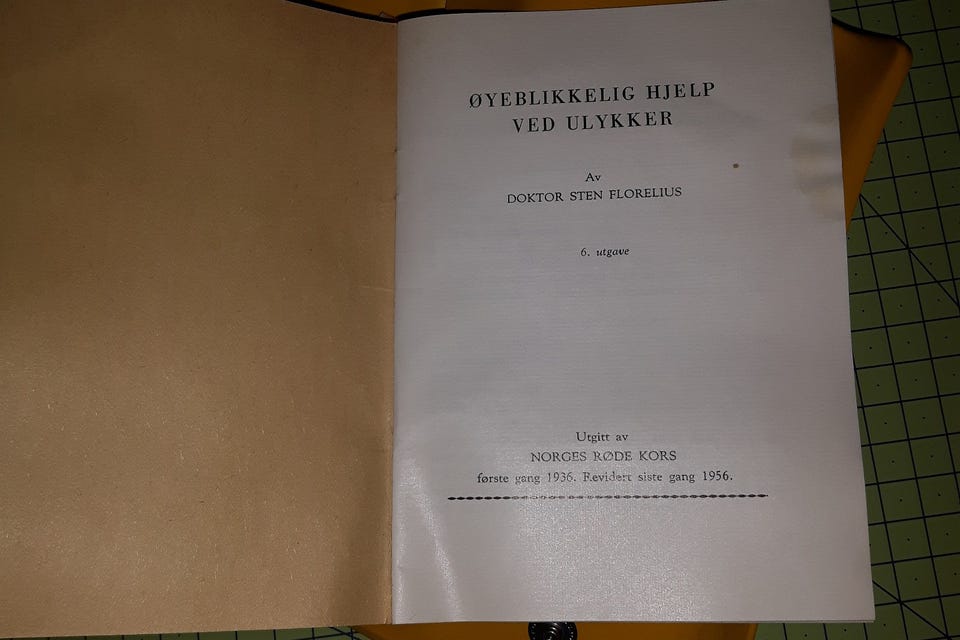 ØYEBLIKKELIG HJELP
VED ULYKKER
Av
DOKTOR STEN FLORELIUS
6. utgave
Utgitt av
NORGES RØDE KORS
første gang 1936. Revidert siste gang 1956.